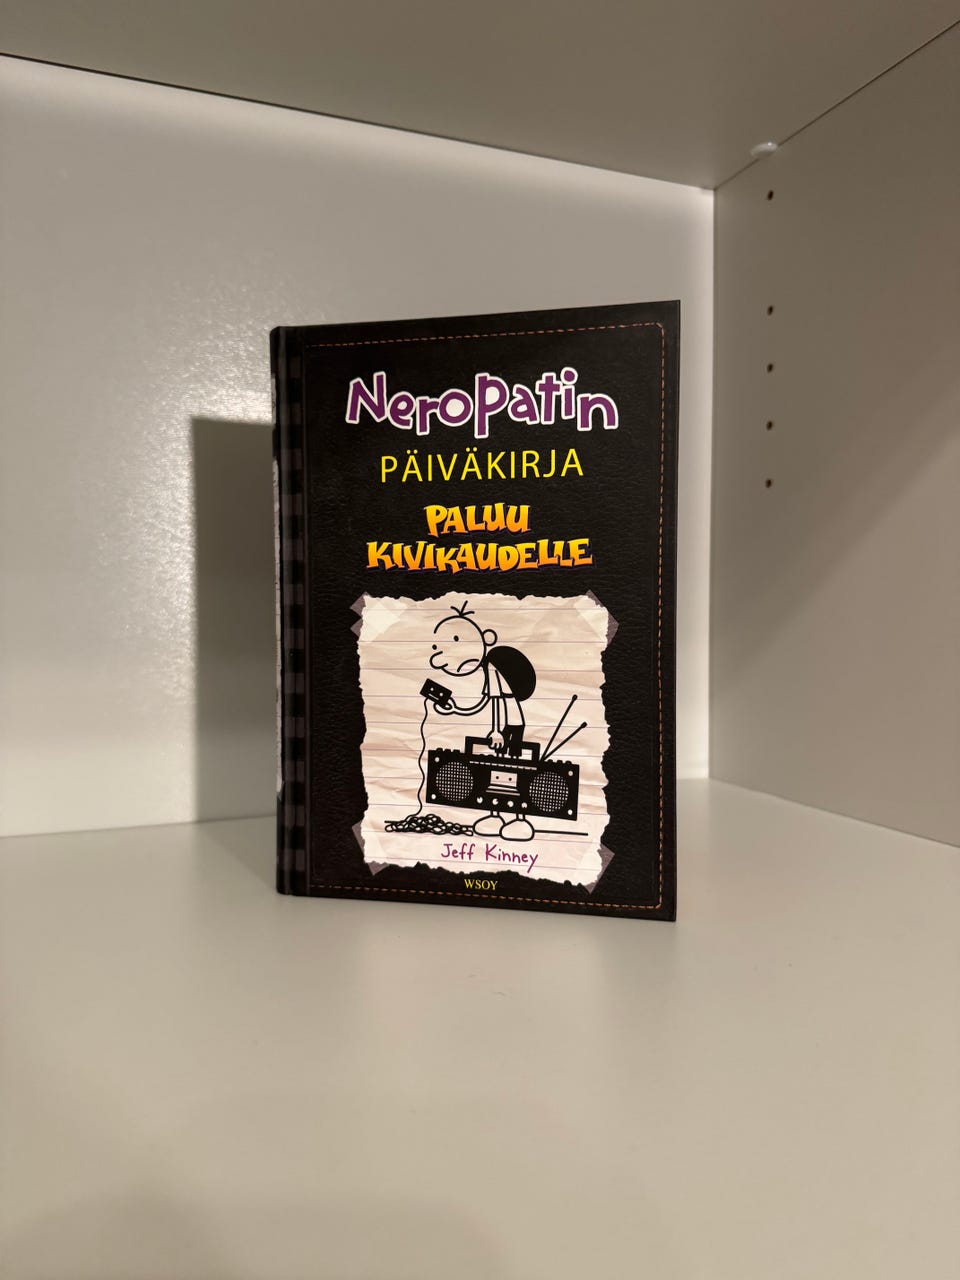 Neropatin
PÄIVÄKIRJA
PALUU
KIVIKAUDELLE
Jeff Kinney
WSOY